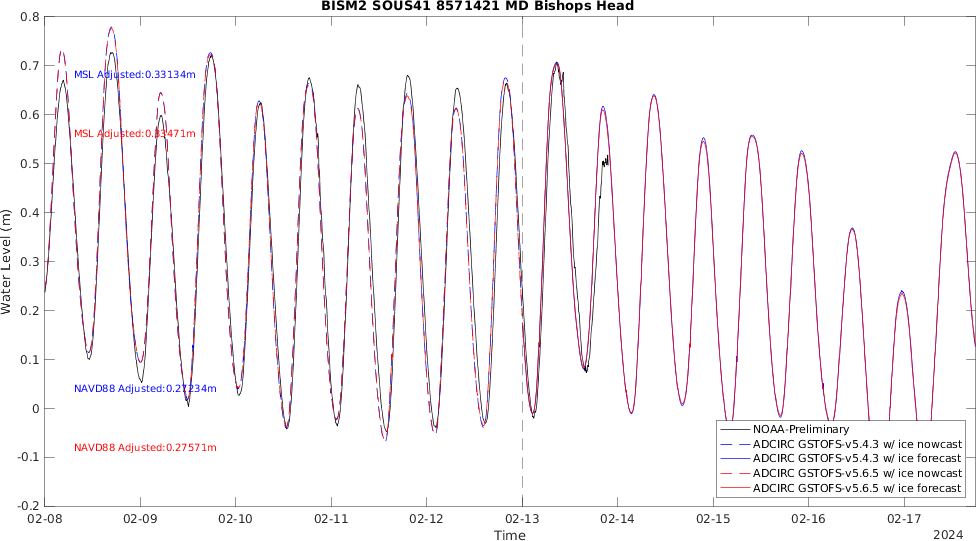 BISM2 SOUS41 8571421 MD Bishops Head
0.8
0.7
0.6
0.5
0.4
0.3
0.2
0.1
0
-0.1
-0.2
Water Level (m)
MSL Adjusted:0.33134m
MSL Adjusted:0.33471m
NAVD88 Adjusted:0.27234m
NAVD88 Adjusted:0.27571m
NOAA-Preliminary
ADCIRC GSTOFS-v5.4.3 w/ ice nowcast
ADCIRC GSTOFS-v5.4.3 w/ ice forecast
ADCIRC GSTOFS-v5.6.5 w/ ice nowcast
ADCIRC GSTOFS-v5.6.5 w/ ice forecast
02-08 02-09 02-10 02-11 02-12 02-13 02-14 02-15 02-16 02-17
Time
2024